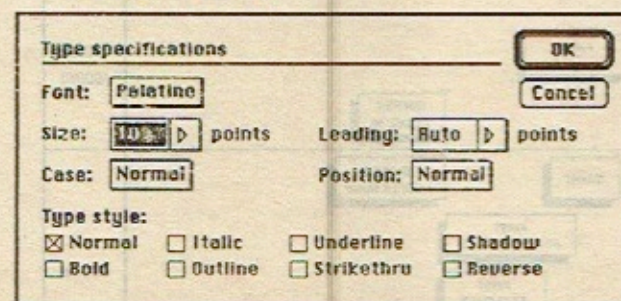 Type specifications
OK
Font: Palatino
Cancel
Size: 10 points Leading: Auto points
Case: Normal Position: Normal
Type style:
Normal Italic Underline Shadow
Bold Outline Strikethru Reverse